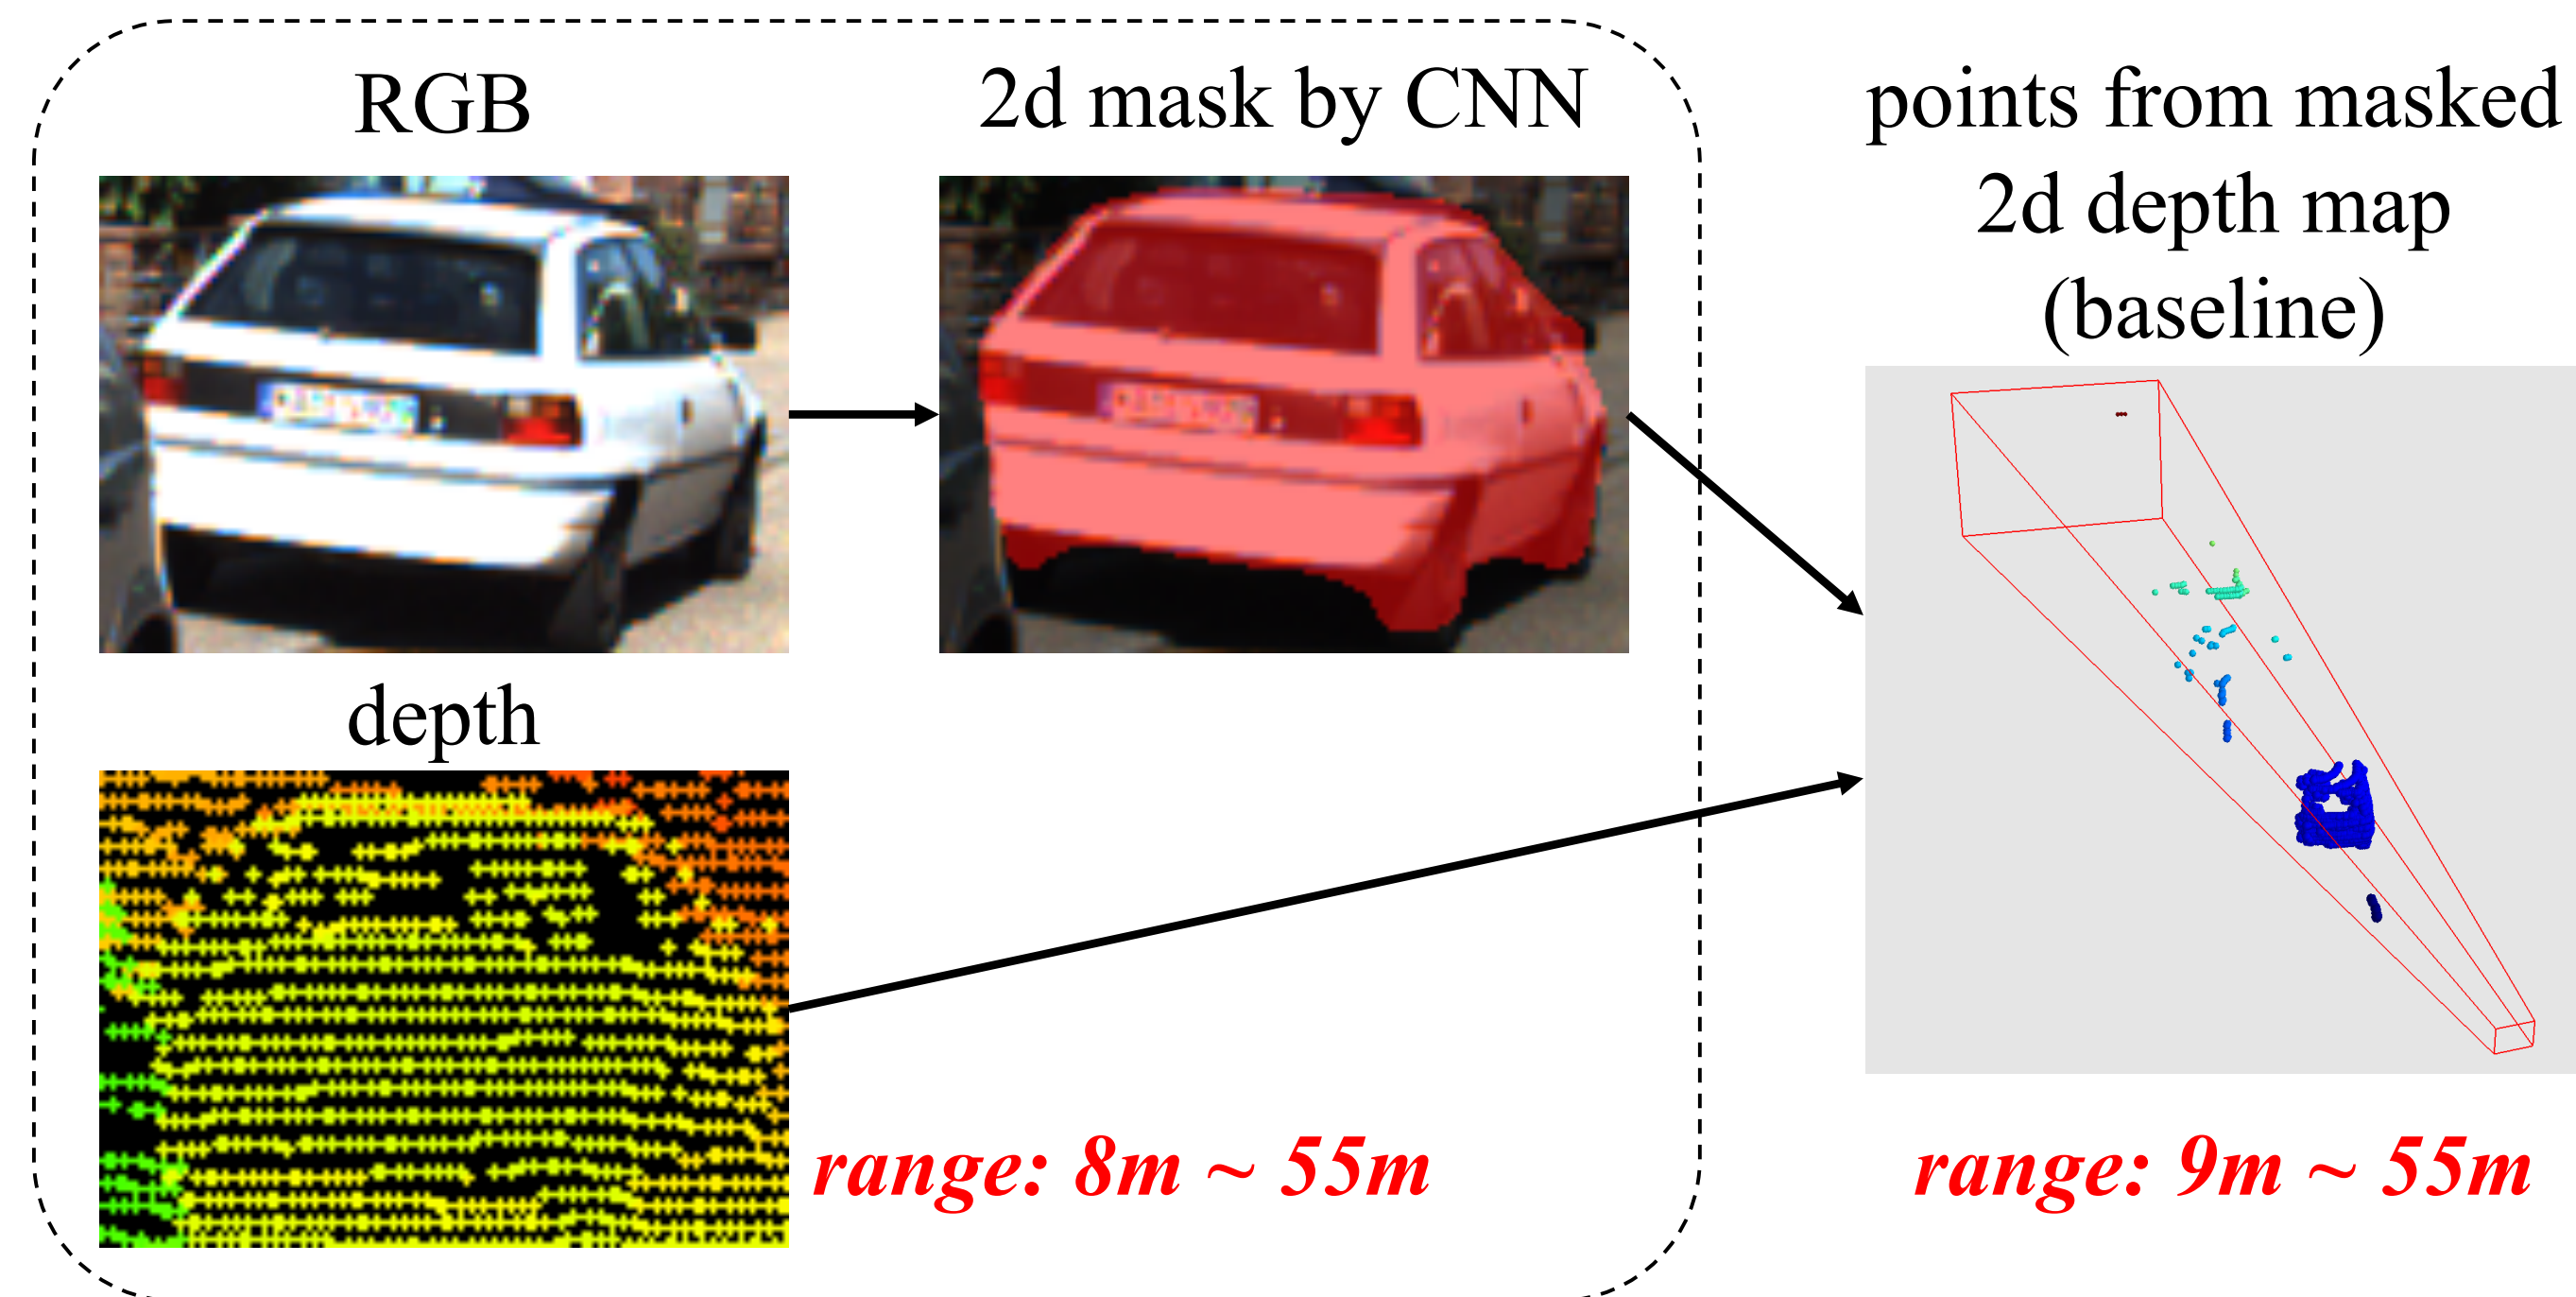 RGB
2d mask by CNN
points from masked
2d depth map
(baseline)
depth
range: 8m ~ 55m
range: 9m ~ 55m